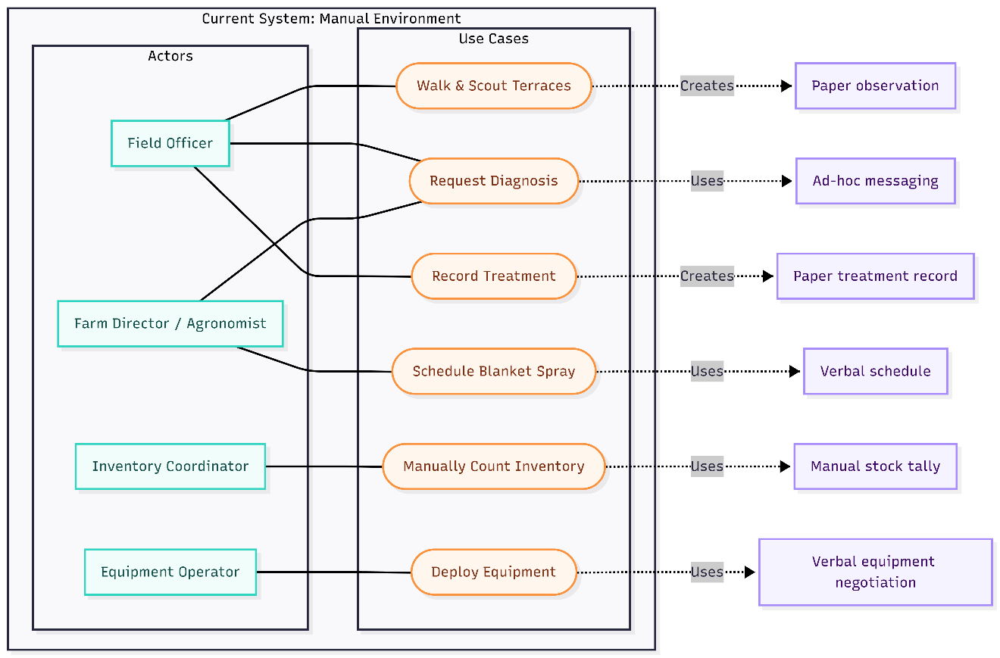 Current System: Manual Environment
Use Cases
Actors
Walk & Scout Terraces
Creates
Paper observation
Field Officer
Request Diagnosis
Uses
Ad-hoc messaging
Record Treatment
Creates
Paper treatment record
Farm Director / Agronomist
Schedule Blanket Spray
Uses
Verbal schedule
Inventory Coordinator
Manually Count Inventory
Uses
Manual stock tally
Equipment Operator
Deploy Equipment
Uses
Verbal equipment
negotiation